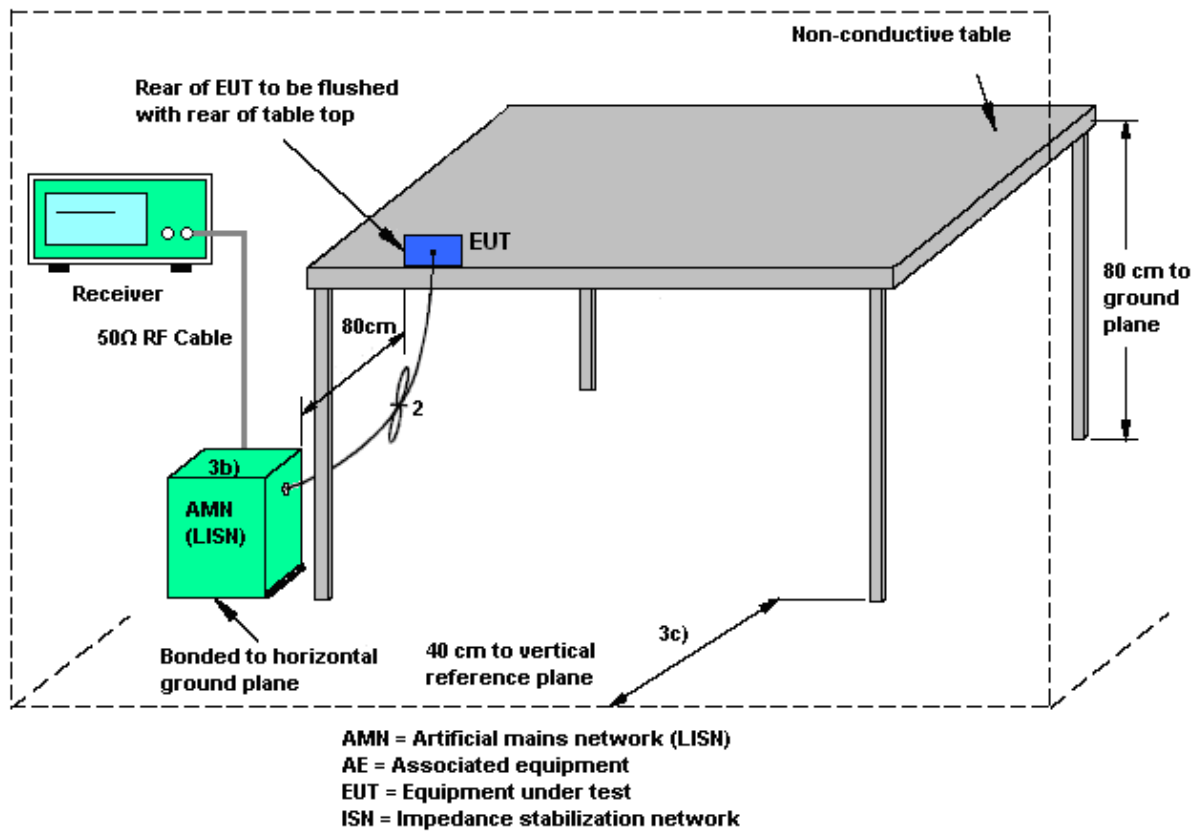 Non-conductive table
Rear of EUT to be flushed
with rear of table top
EUT
Receiver
80cm
80 cm to
ground
plane
50Ω RF Cable
2
3b)
AMN
(LISN)
3c)
Bonded to horizontal
ground plane
40 cm to vertical
reference plane
AMN = Artificial mains network (LISN)
AE = Associated equipment
EUT = Equipment under test
ISN = Impedance stabilization network